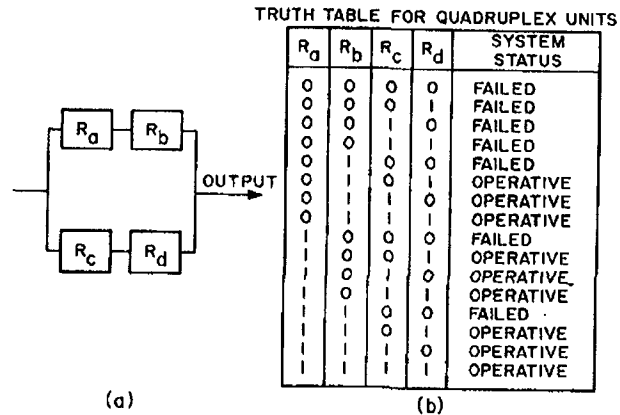 TRUTH TABLE FOR QUADRUPLEX UNITS
Ra Rb Rc Rd SYSTEM STATUS
0 0 0 0 FAILED
0 0 0 1 FAILED
0 0 1 0 FAILED
0 0 1 1 FAILED
0 1 0 0 FAILED
0 1 0 1 OPERATIVE
0 1 1 0 OPERATIVE
0 1 1 1 OPERATIVE
1 0 0 0 FAILED
1 0 0 1 OPERATIVE
1 0 1 0 OPERATIVE
1 0 1 1 OPERATIVE
1 1 0 0 FAILED
1 1 0 1 OPERATIVE
1 1 1 0 OPERATIVE
1 1 1 1 OPERATIVE
Ra Rb
OUTPUT
Rc Rd
(a)
(b)